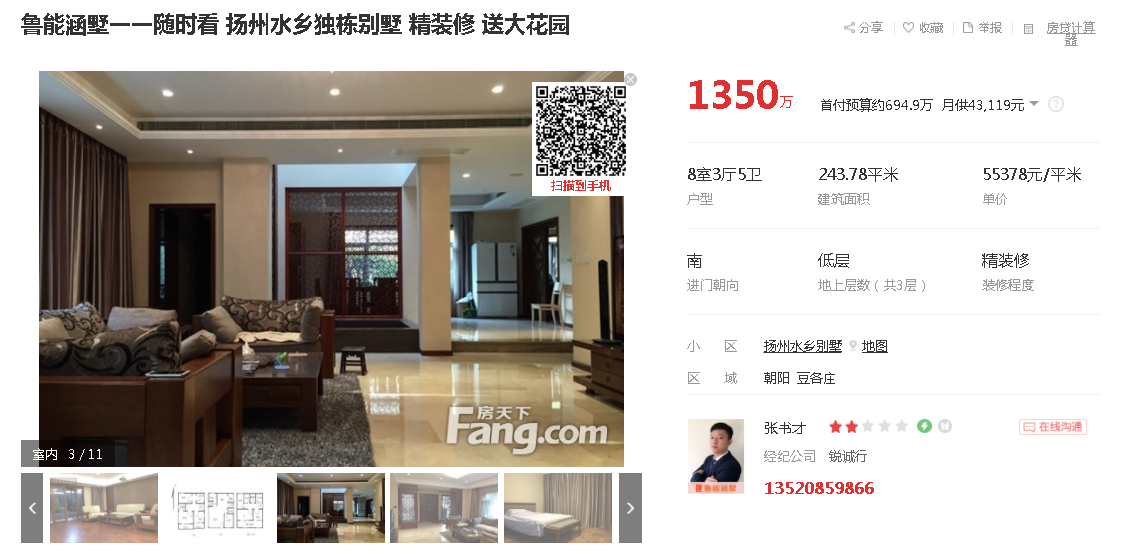 鲁能涵墅一一随时看 扬州水乡独栋别墅 精装修 送大花园
分享 收藏 举报 房贷计算器
扫描到手机
房天下
Fang.com
室内 3 / 11
1350万 首付预算约694.9万 月供43,119元 ?
8室3厅5卫 243.78平米 55378元/平米
户型 建筑面积 单价
南 低层 精装修
进门朝向 地上层数（共3层） 装修程度
小 区 扬州水乡别墅 地图
区 域 朝阳 豆各庄
张书才 在线沟通
经纪公司 锐诚行
13520859866